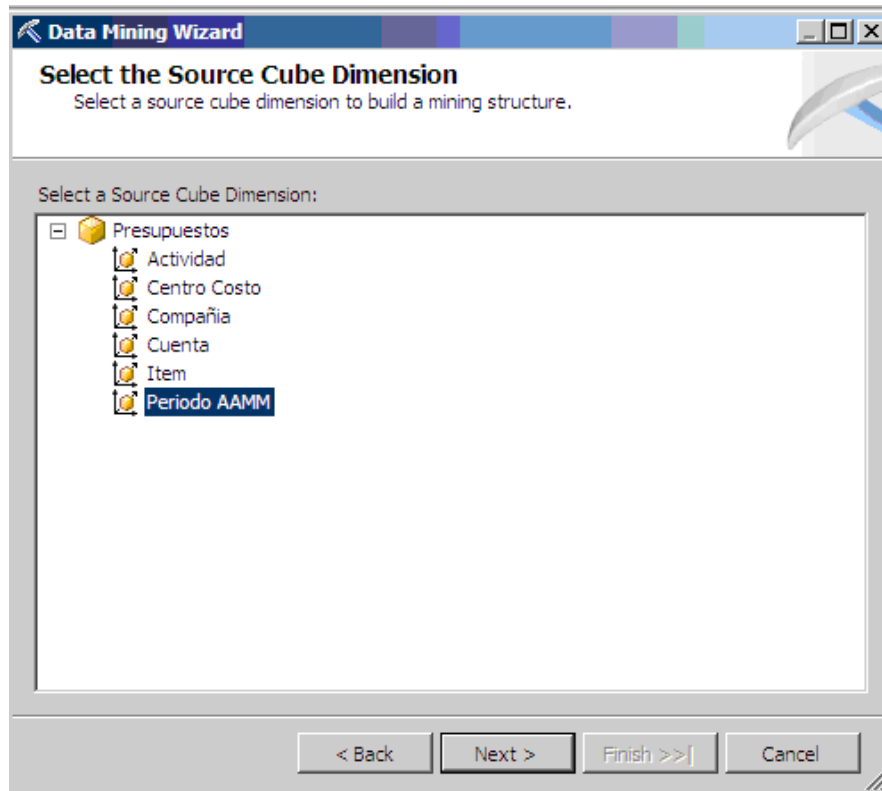 Data Mining Wizard
Select the Source Cube Dimension
Select a source cube dimension to build a mining structure.
Select a Source Cube Dimension:
Presupuestos
Actividad
Centro Costo
Compañia
Cuenta
Item
Periodo AAMM
< Back Next > Finish >>| Cancel